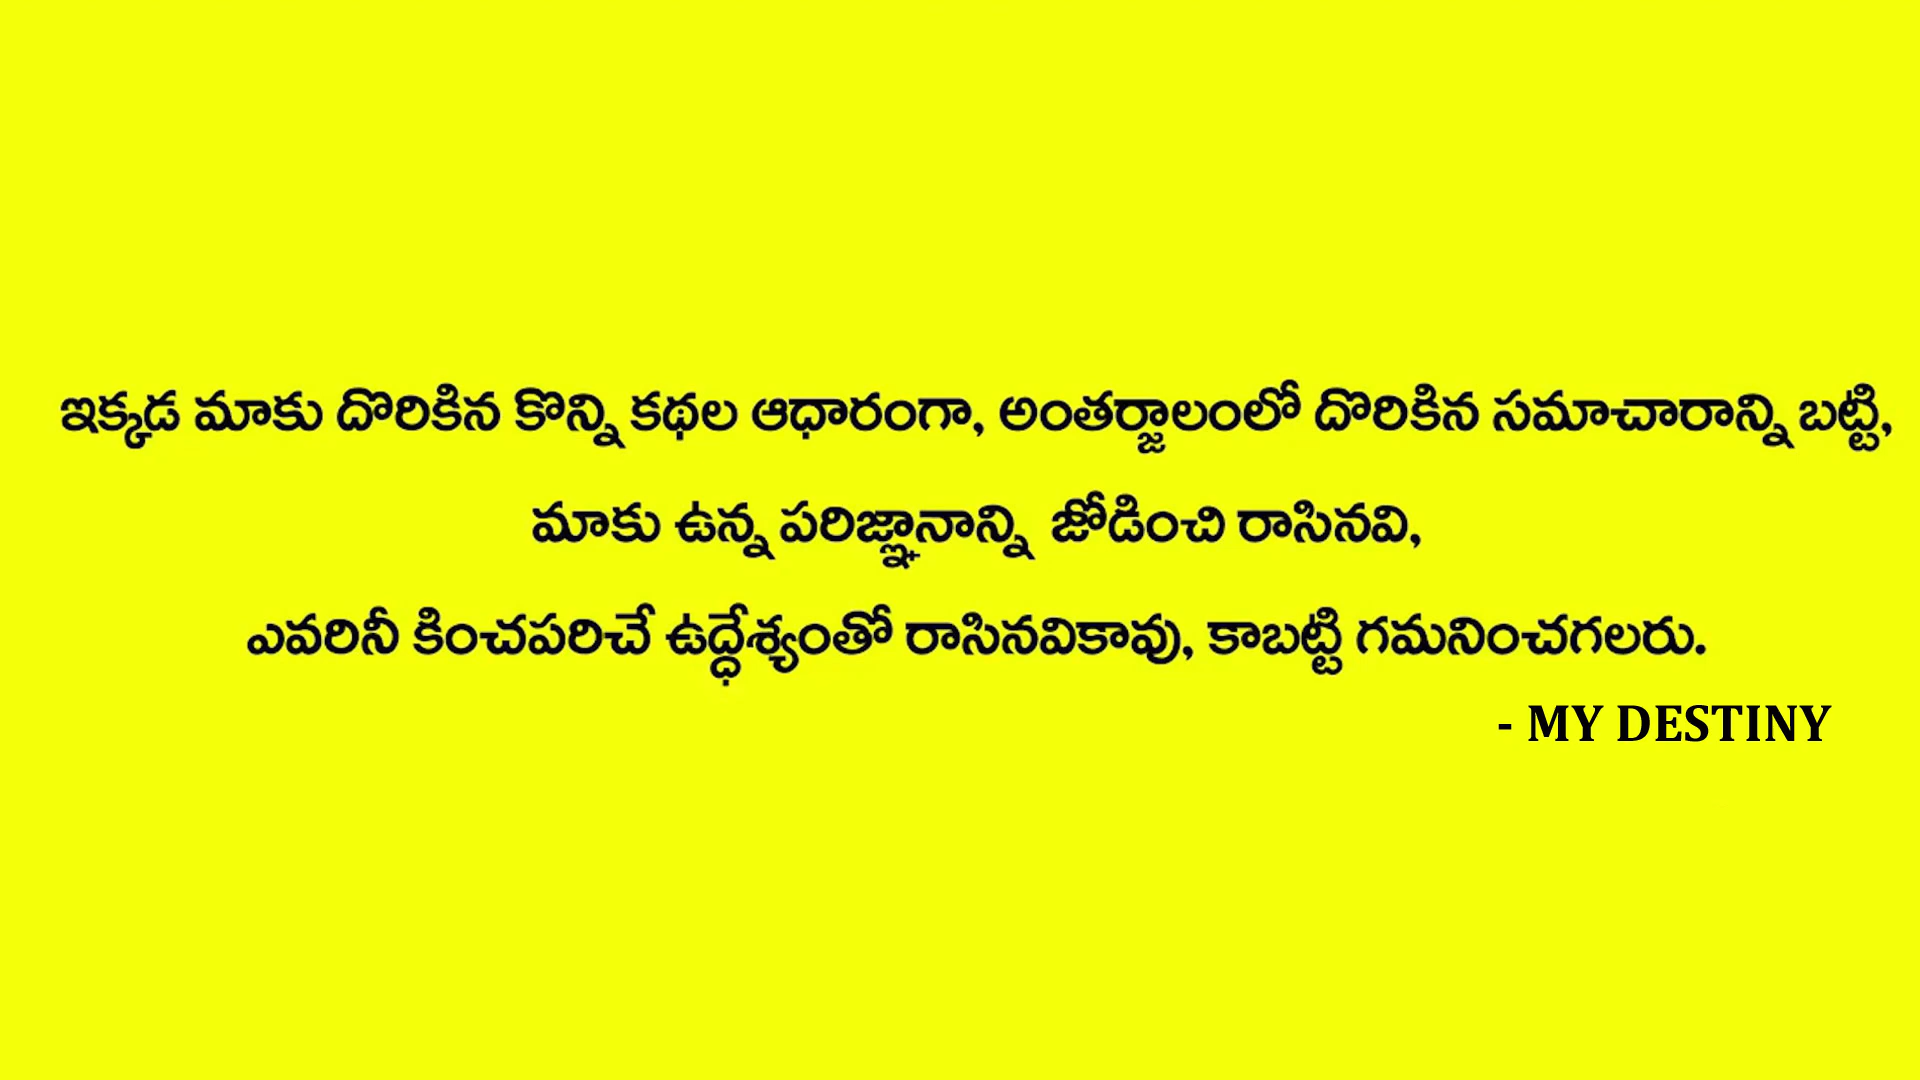 ఇక్కడ మాకు దొరికిన కొన్ని కథల ఆధారంగా, అంతర్జాలంలో దొరికిన సమాచారాన్ని బట్టి,
మాకు ఉన్న పరిజ్ఞానాన్ని జోడించి రాసినవి,
ఎవరినీ కించపరిచే ఉద్ధేశ్యంతో రాసినవికావు, కాబట్టి గమనించగలరు.
- MY DESTINY